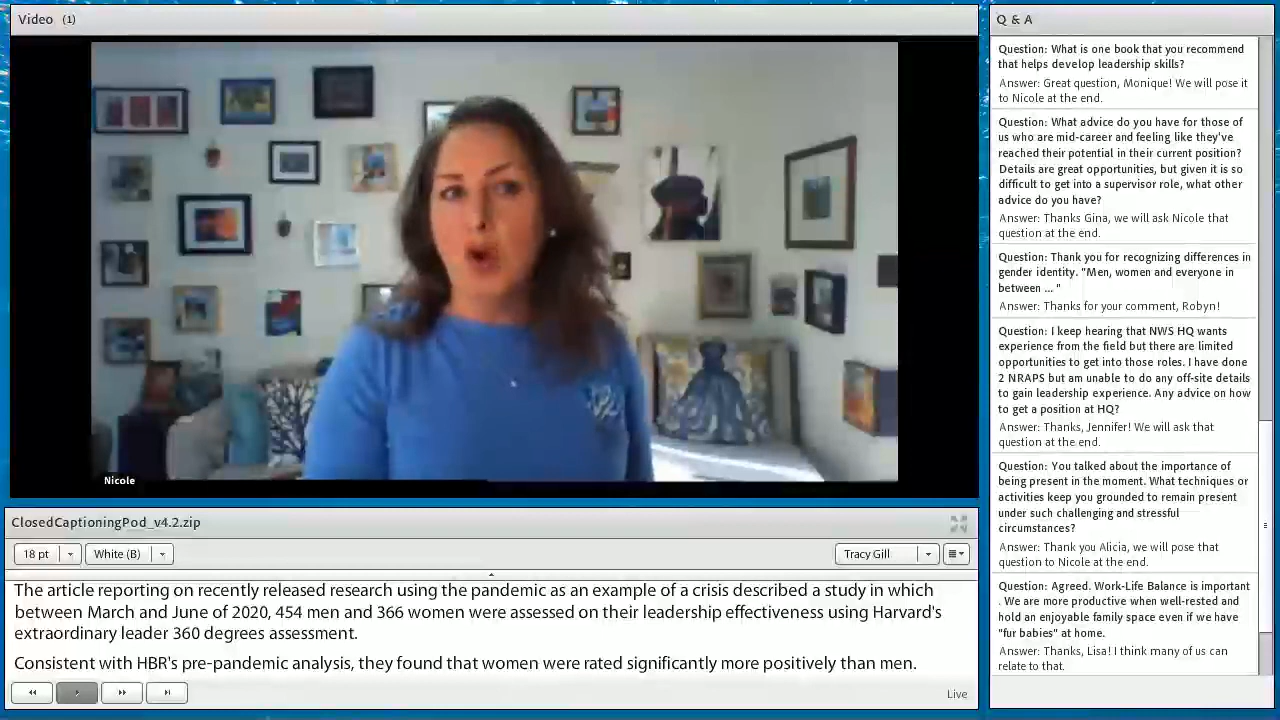 Video (1)
Nicole
ClosedCaptioningPod_v4.2.zip
18 pt
White (B)
Tracy Gill
The article reporting on recently released research using the pandemic as an example of a crisis described a study in which
between March and June of 2020, 454 men and 366 women were assessed on their leadership effectiveness using Harvard's
extraordinary leader 360 degrees assessment.
Consistent with HBR's pre-pandemic analysis, they found that women were rated significantly more positively than men.
Live
Q & A
Question: What is one book that you recommend
that helps develop leadership skills?
Answer: Great question, Monique! We will pose it
to Nicole at the end.
Question: What advice do you have for those of
us who are mid-career and feeling like they've
reached their potential in their current position?
Details are great opportunities, but given it is so
difficult to get into a supervisor role, what other
advice do you have?
Answer: Thanks Gina, we will ask Nicole that
question at the end.
Question: Thank you for recognizing differences in
gender identity. "Men, women and everyone in
between ... "
Answer: Thanks for your comment, Robyn!
Question: I keep hearing that NWS HQ wants
experience from the field but there are limited
opportunities to get into those roles. I have done
2 NRAPS but am unable to do any off-site details
to gain leadership experience. Any advice on how
to get a position at HQ?
Answer: Thanks, Jennifer! We will ask that
question at the end.
Question: You talked about the importance of
being present in the moment. What techniques or
activities keep you grounded to remain present
under such challenging and stressful
circumstances?
Answer: Thank you Alicia, we will pose that
question to Nicole at the end.
Question: Agreed. Work-Life Balance is important
. We are more productive when well-rested and
hold an enjoyable family space even if we have
"fur babies" at home.
Answer: Thanks, Lisa! I think many of us can
relate to that.